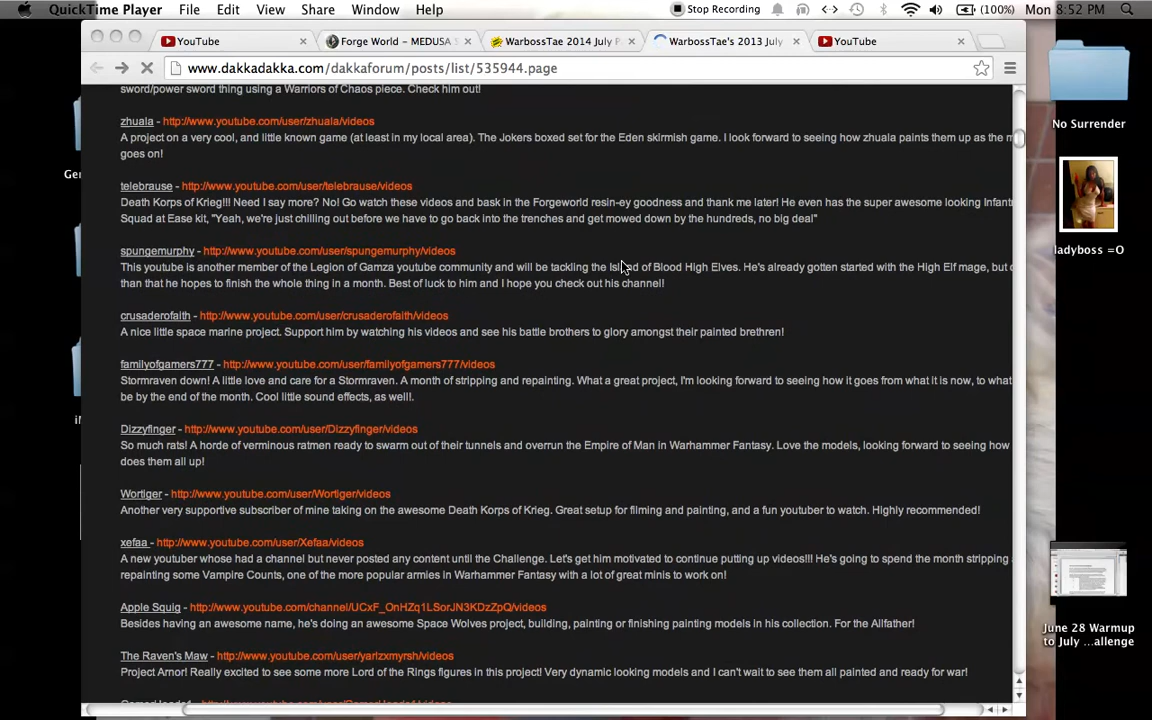 QuickTime Player File Edit View Share Window Help Stop Recording (100%) Mon 8:52 PM
YouTube Forge World – MEDUSA S WarbossTae 2014 July P WarbossTae's 2013 July YouTube
www.dakkadakka.com/dakkaforum/posts/list/535944.page
sword/power sword thing using a Warriors of Chaos piece. Check him out!
zhuala - http://www.youtube.com/user/zhuala/videos
A project on a very cool, and little known game (at least in my local area). The Jokers boxed set for the Eden skirmish game. I look forward to seeing how zhuala paints them up as the m
goes on!
telebrause - http://www.youtube.com/user/telebrause/videos
Death Korps of Krieg!!! Need I say more? No! Go watch these videos and bask in the Forgeworld resin-ey goodness and thank me later! He even has the super awesome looking Infant
Squad at Ease kit, "Yeah, we're just chilling out before we have to go back into the trenches and get mowed down by the hundreds, no big deal"
spungemurphy - http://www.youtube.com/user/spungemurphy/videos
This youtube is another member of the Legion of Gamza youtube community and will be tackling the Island of Blood High Elves. He's already gotten started with the High Elf mage, but
than that he hopes to finish the whole thing in a month. Best of luck to him and I hope you check out his channel!
crusaderofaith - http://www.youtube.com/user/crusaderofaith/videos
A nice little space marine project. Support him by watching his videos and see his battle brothers to glory amongst their painted brethren!
familyofgamers777 - http://www.youtube.com/user/familyofgamers777/videos
Stormraven down! A little love and care for a Stormraven. A month of stripping and repainting. What a great project, I'm looking forward to seeing how it goes from what it is now, to what
be by the end of the month. Cool little sound effects, as well!.
Dizzyfinger - http://www.youtube.com/user/Dizzyfinger/videos
So much rats! A horde of verminous ratmen ready to swarm out of their tunnels and overrun the Empire of Man in Warhammer Fantasy. Love the models, looking forward to seeing how
does them all up!
Wortiger - http://www.youtube.com/user/Wortiger/videos
Another very supportive subscriber of mine taking on the awesome Death Korps of Krieg. Great setup for filming and painting, and a fun youtuber to watch. Highly recommended!
xefaa - http://www.youtube.com/user/Xefaa/videos
A new youtuber whose had a channel but never posted any content until the Challenge. Let's get him motivated to continue putting up videos!!! He's going to spend the month stripping
repainting some Vampire Counts, one of the more popular armies in Warhammer Fantasy with a lot of great minis to work on!
Apple Squig - http://www.youtube.com/channel/UCxF_OnHZq1LSorJN3KDzZpQ/videos
Besides having an awesome name, he's doing an awesome Space Wolves project, building, painting or finishing painting models in his collection. For the Allfather!
The Raven's Maw - http://www.youtube.com/user/yarlzxmyrsh/videos
Project Arnor! Really excited to see some more Lord of the Rings figures in this project! Very dynamic looking models and I can't wait to see them all painted and ready for war!
No Surrender
ladyboss =O
June 28 Warmup
to July ...allenge
Ger